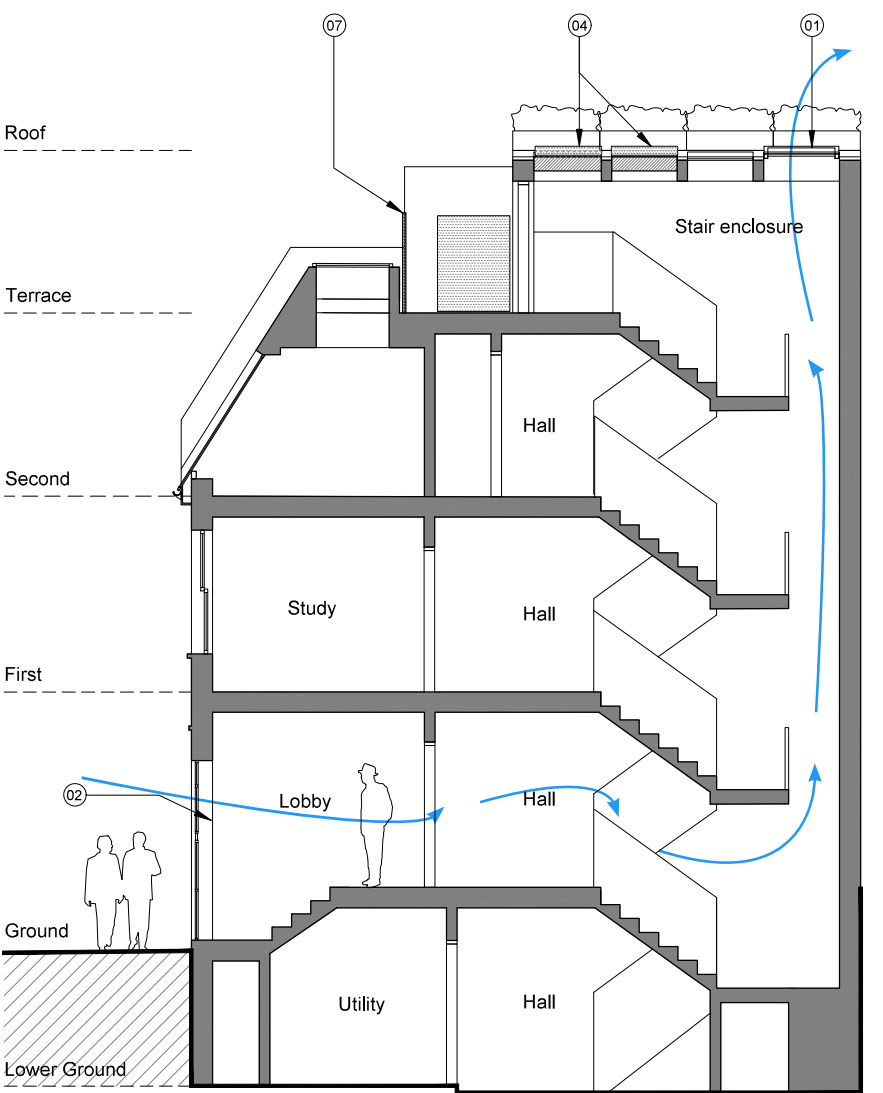 07
04
01
Roof
Stair enclosure
Terrace
Hall
Second
Study
Hall
First
02
Lobby
Hall
Ground
Utility
Hall
Lower Ground